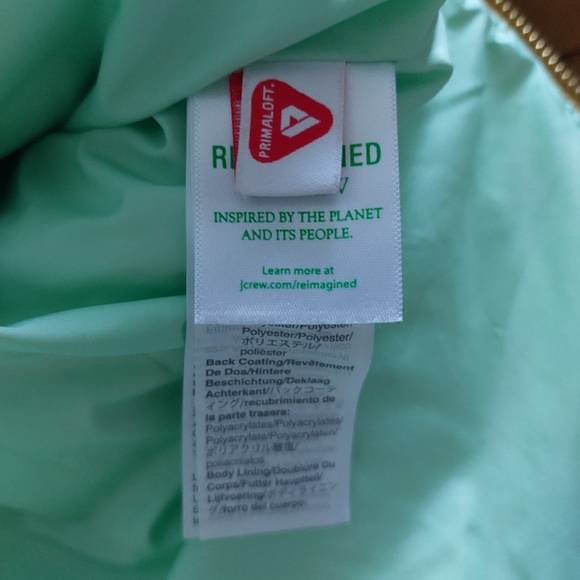 PRIMALOFT
INSPIRED BY THE PLANET
AND ITS PEOPLE.
Learn more at
jcrew.com/reimagined
Polyester/Polyester/
ポリエステル/
poliéster
Back Coating/Revêtement
De Dos/Hintere
Beschichtung/Deklaag
Achterkant/バックコーテ
ィング/recubrimiento de
la parte trasera:
Polyacrylates/Polyacrylates/
Polyacrylate/Polyacrylaten/
ポリアクリル樹脂/
poliacrilatos
Body Lining/Doublure Du
Corps/Futter Hauptteil/
Lijfvoering/ボディライニン
グ/forro del cuerpo: